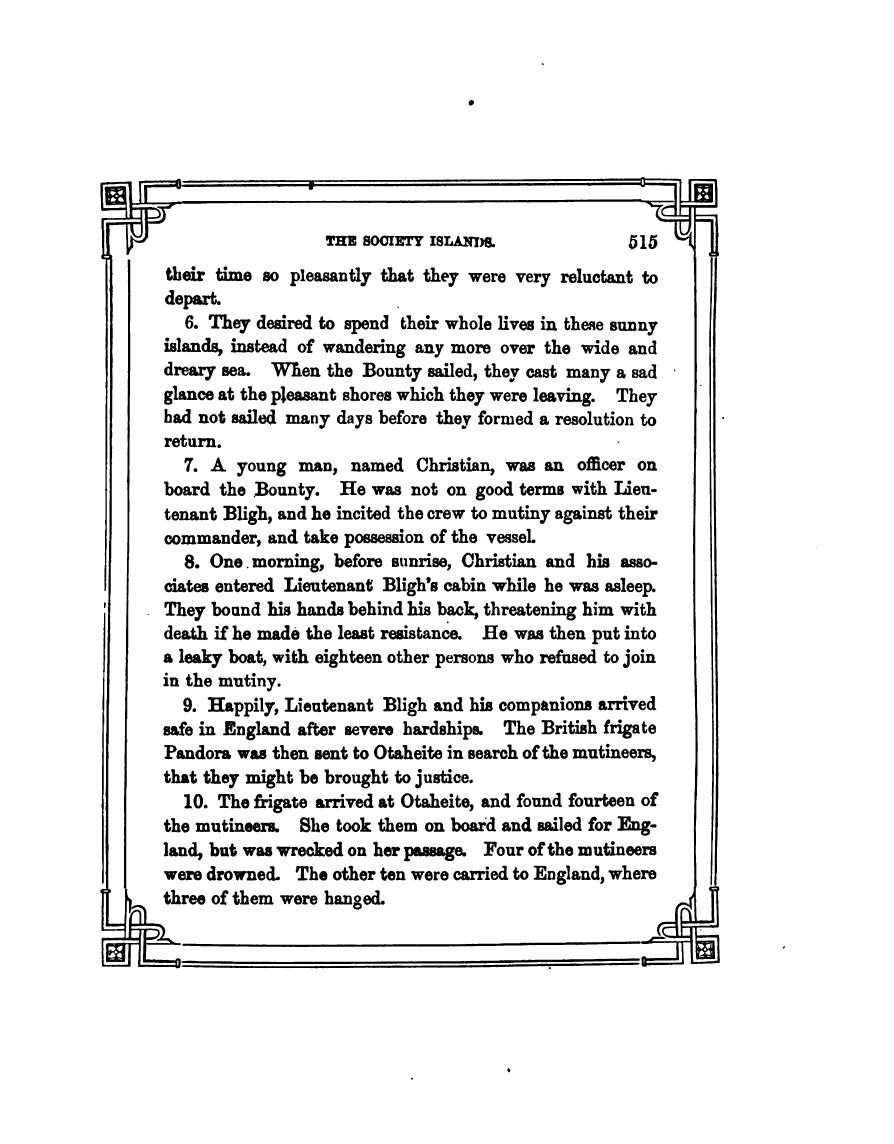 THE SOCIETY ISLANDS. 515
their time so pleasantly that they were very reluctant to
depart.
6. They desired to spend their whole lives in these sunny
islands, instead of wandering any more over the wide and
dreary sea. When the Bounty sailed, they cast many a sad
glance at the pleasant shores which they were leaving. They
had not sailed many days before they formed a resolution to
return.
7. A young man, named Christian, was an officer on
board the Bounty. He was not on good terms with Lieu-
tenant Bligh, and he incited the crew to mutiny against their
commander, and take possession of the vessel.
8. One morning, before sunrise, Christian and his asso-
ciates entered Lieutenant Bligh's cabin while he was asleep.
They bound his hands behind his back, threatening him with
death if he made the least resistance. He was then put into
a leaky boat, with eighteen other persons who refused to join
in the mutiny.
9. Happily, Lieutenant Bligh and his companions arrived
safe in England after severe hardships. The British frigate
Pandora was then sent to Otaheite in search of the mutineers,
that they might be brought to justice.
10. The frigate arrived at Otaheite, and found fourteen of
the mutineers. She took them on board and sailed for Eng-
land, but was wrecked on her passage. Four of the mutineers
were drowned. The other ten were carried to England, where
three of them were hanged.